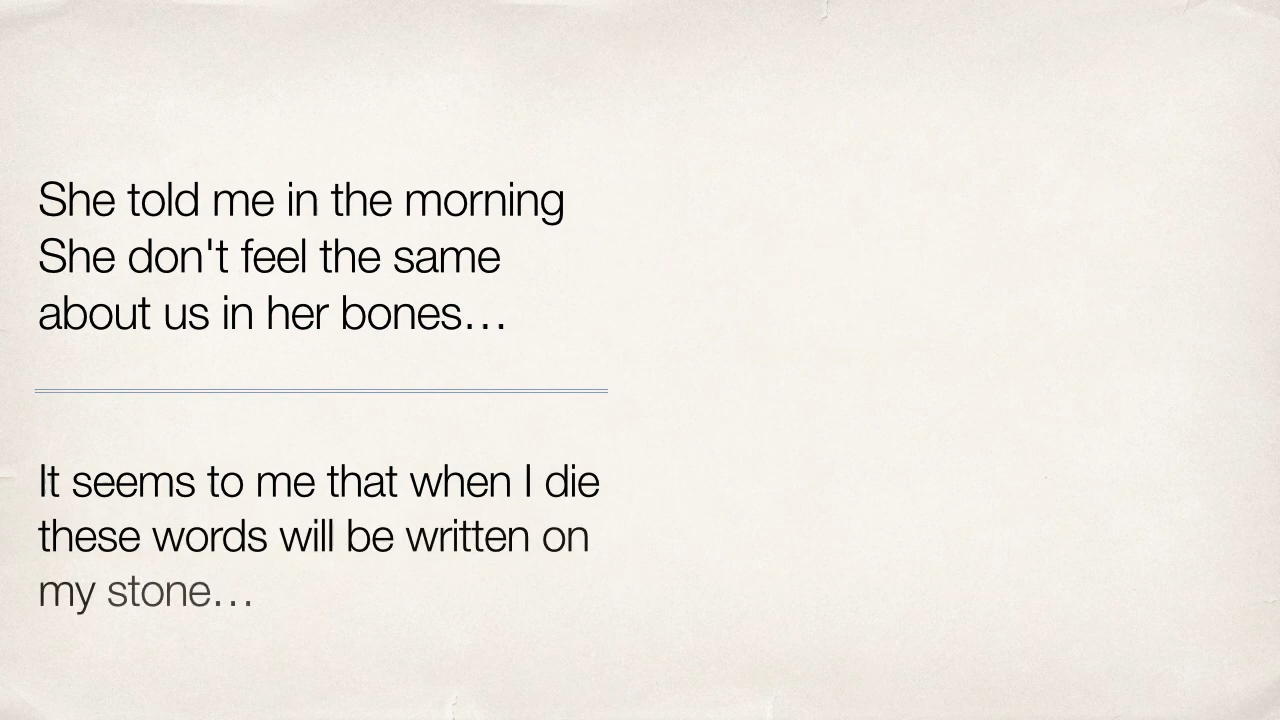 She told me in the morning
She don't feel the same
about us in her bones…
It seems to me that when I die
these words will be written on
my stone…